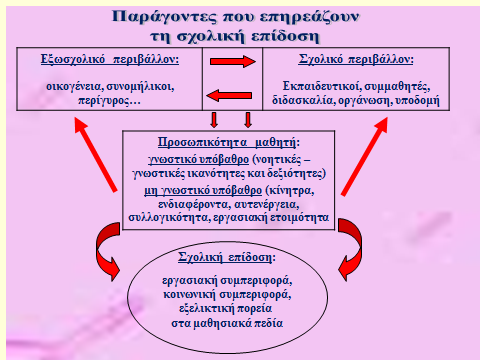 Παράγοντες που επηρεάζουν
τη σχολική επίδοση
Εξωσχολικό περιβάλλον:
οικογένεια, συνομήλικοι,
περίγυρος…
Σχολικό περιβάλλον:
Εκπαιδευτικοί, συμμαθητές,
διδασκαλία, οργάνωση, υποδομή
Προσωπικότητα μαθητή:
γνωστικό υπόβαθρο (νοητικές –
γνωστικές ικανότητες και δεξιότητες)
μη γνωστικό υπόβαθρο (κίνητρα,
ενδιαφέροντα, αυτενέργεια,
συλλογικότητα, εργασιακή ετοιμότητα
Σχολική επίδοση:
εργασιακή συμπεριφορά,
κοινωνική συμπεριφορά,
εξελικτική πορεία
στα μαθησιακά πεδία